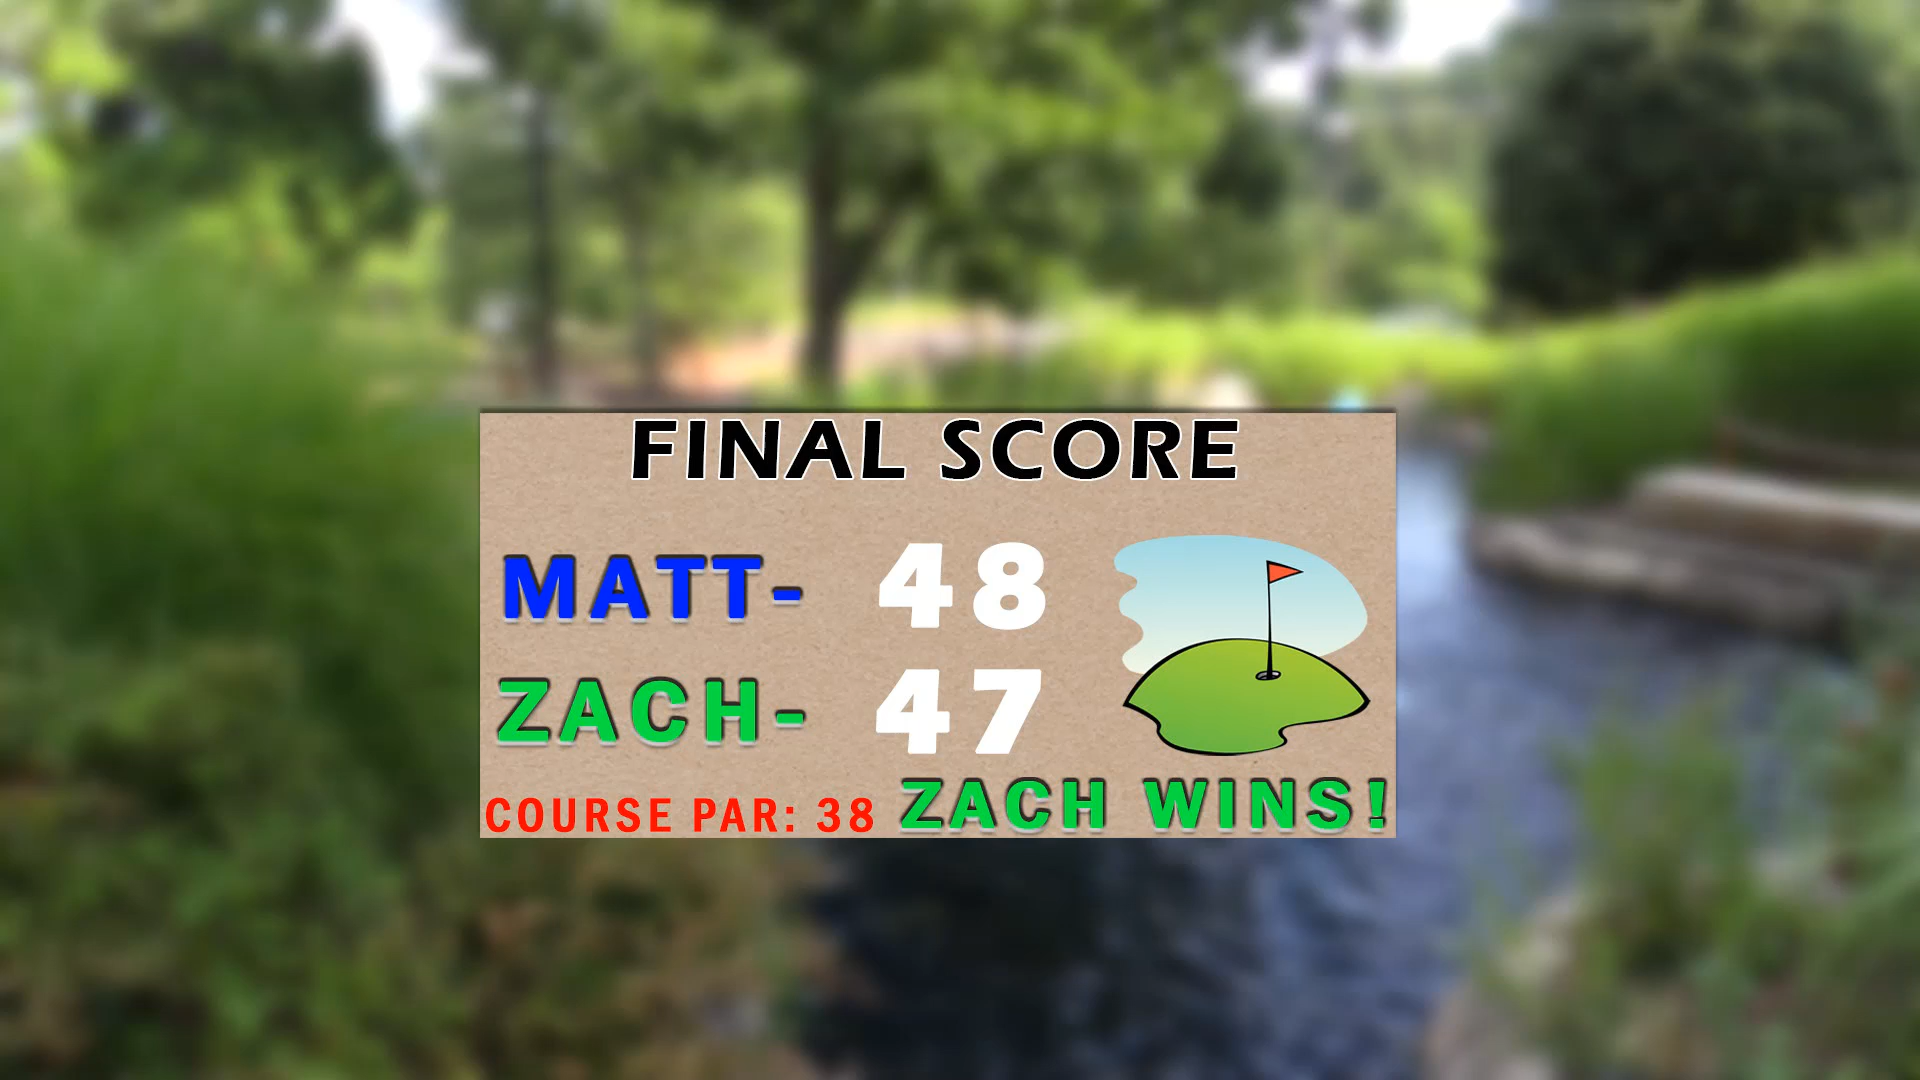 FINAL SCORE
MATT- 48
ZACH- 47
COURSE PAR: 38 ZACH WINS!